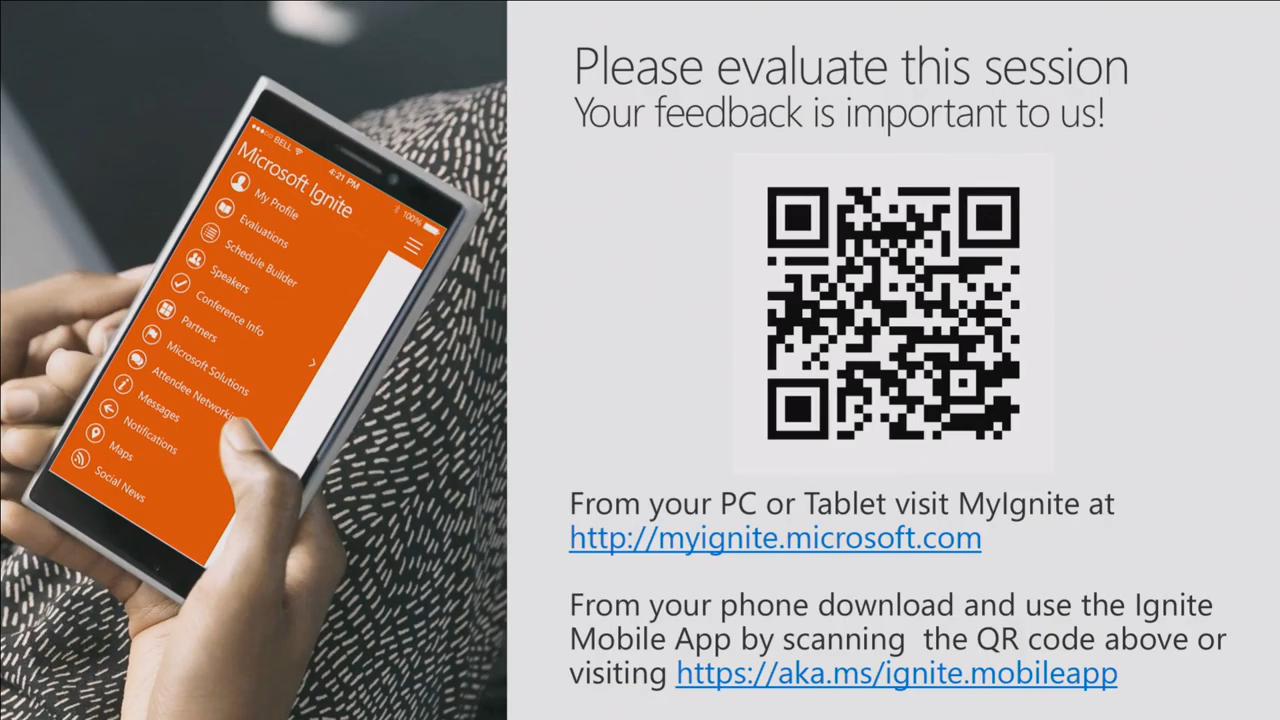 ●●●○○ BELL
4:21 PM
100%
Microsoft Ignite
My Profile
Evaluations
Schedule Builder
Speakers
Conference Info
Partners
Microsoft Solutions
Attendee Networking
Messages
Notifications
Maps
Social News
Please evaluate this session
Your feedback is important to us!
From your PC or Tablet visit MyIgnite at
http://myignite.microsoft.com
From your phone download and use the Ignite
Mobile App by scanning the QR code above or
visiting https://aka.ms/ignite.mobileapp